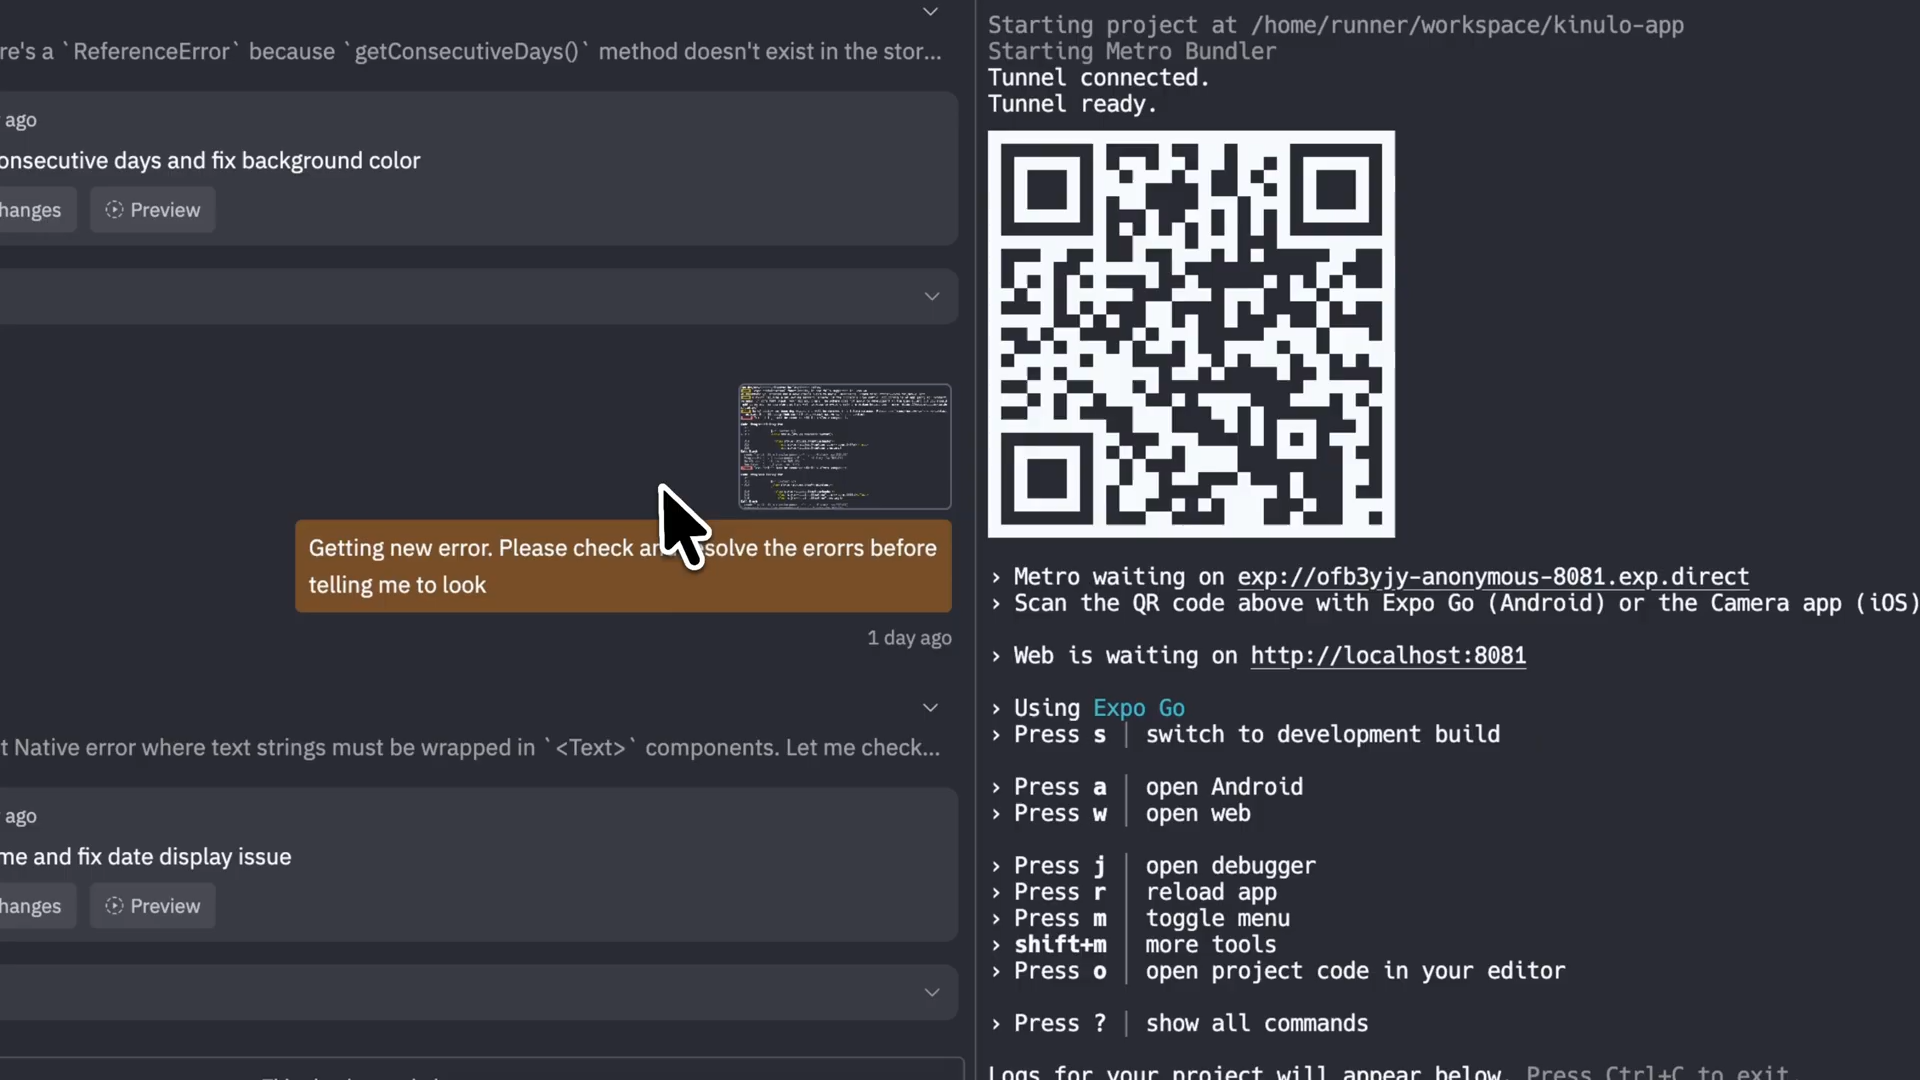 re's a `ReferenceError` because `getConsecutiveDays()` method doesn't exist in the stor...
ago
onsecutive days and fix background color
hanges
Preview
Getting new error. Please check an solve the erorrs before
telling me to look
1 day ago
t Native error where text strings must be wrapped in `<Text>` components. Let me check...
ago
me and fix date display issue
hanges
Preview
Starting project at /home/runner/workspace/kinulo-app
Starting Metro Bundler
Tunnel connected.
Tunnel ready.
› Metro waiting on exp://ofb3yjy-anonymous-8081.exp.direct
› Scan the QR code above with Expo Go (Android) or the Camera app (iOS)
› Web is waiting on http://localhost:8081
› Using Expo Go
› Press s │ switch to development build
› Press a │ open Android
› Press w │ open web
› Press j │ open debugger
› Press r │ reload app
› Press m │ toggle menu
› shift+m │ more tools
› Press o │ open project code in your editor
› Press ? │ show all commands
Logs for your project will appear below. Press Ctrl+C to exit.